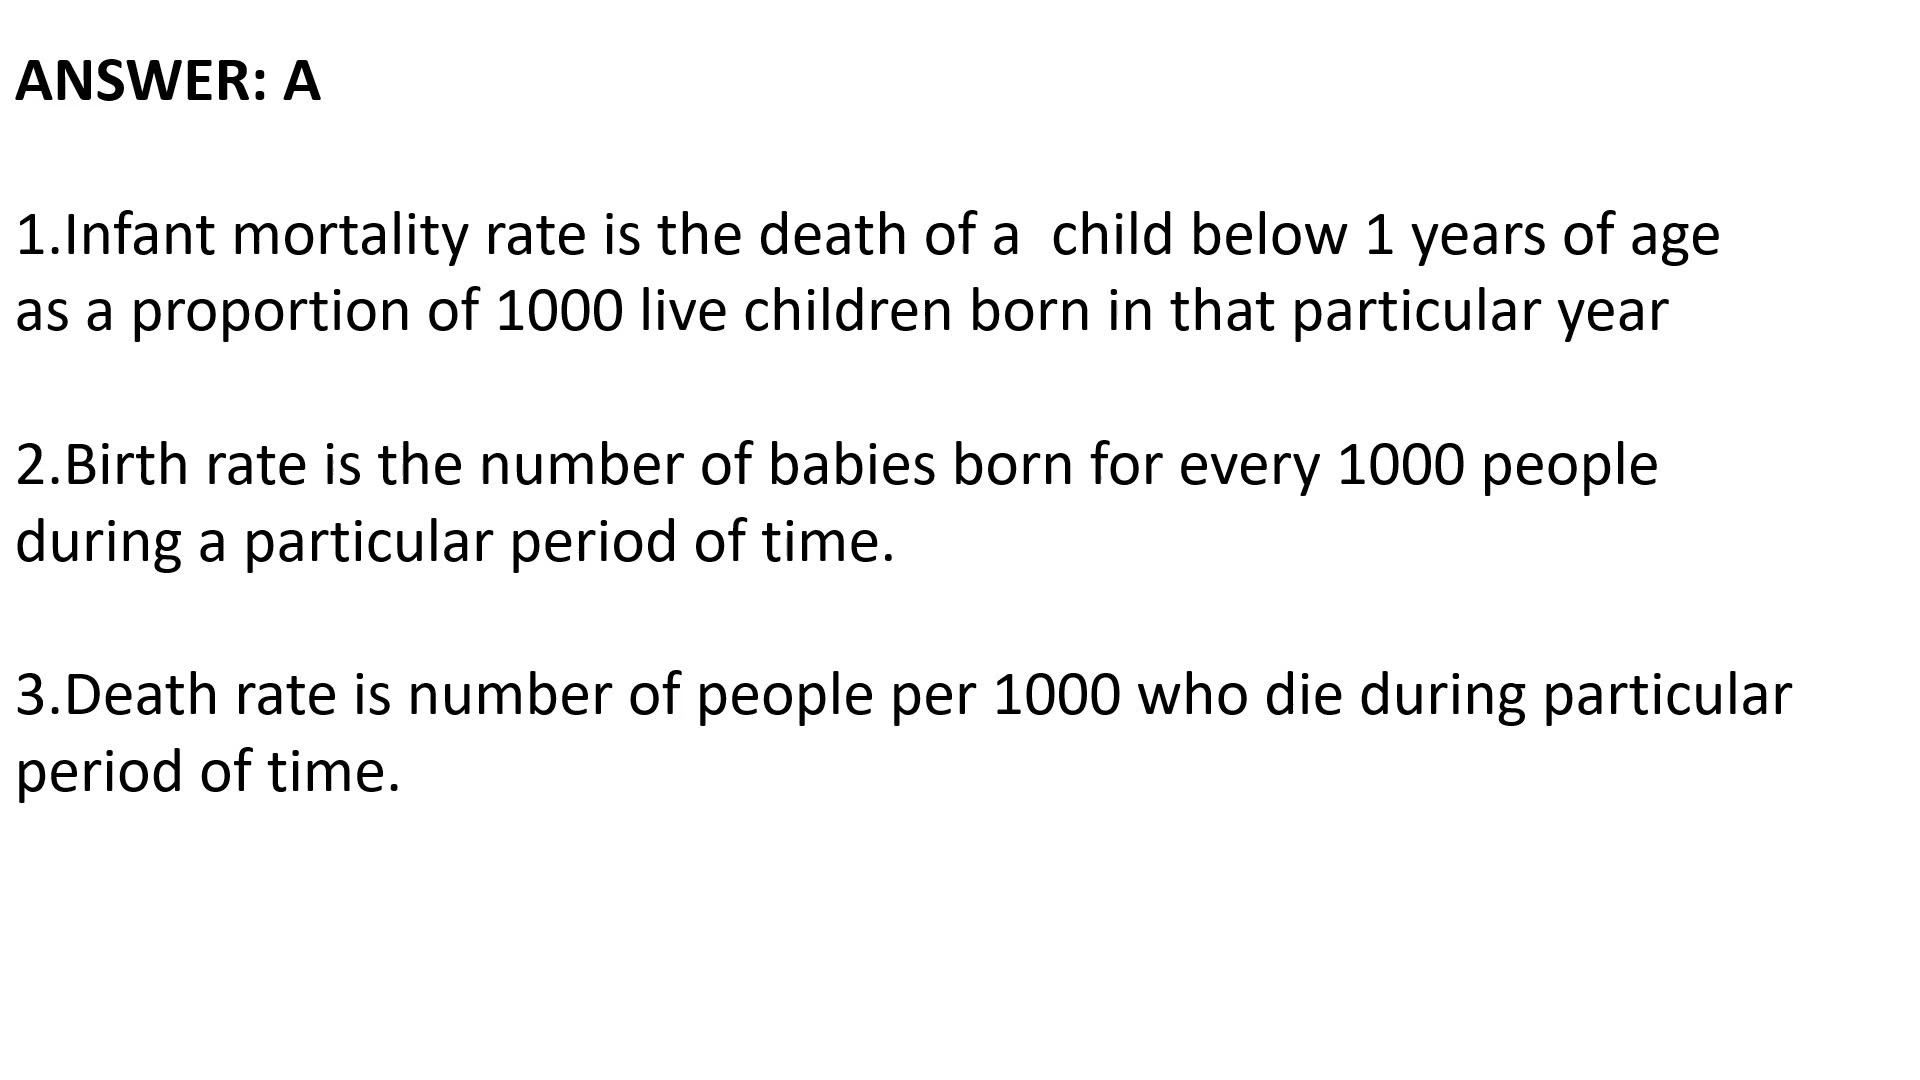 ANSWER: A
1.Infant mortality rate is the death of a  child below 1 years of age
as a proportion of 1000 live children born in that particular year
2.Birth rate is the number of babies born for every 1000 people
during a particular period of time.
3.Death rate is number of people per 1000 who die during particular
period of time.